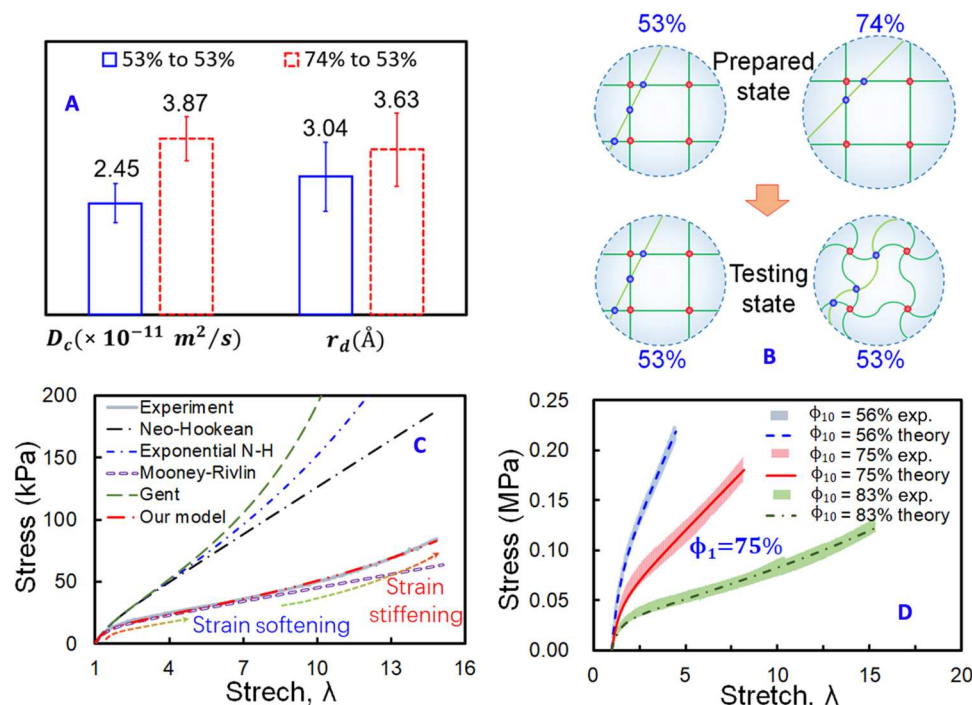 53% to 53%
74% to 53%
A
3.87
3.63
3.04
2.45
D_c(× 10⁻¹¹ m²/s)
r_d(Å)
53%
74%
Prepared
state
Testing
state
53%
B
53%
200
150
100
50
0
Stress (kPa)
Experiment
Neo-Hookean
Exponential N-H
Mooney-Rivlin
Gent
Our model
C
Strain
stiffening
Strain softening
1
4
7
10
13
16
Strech, λ
0.25
0.20
0.15
0.10
0.05
0.00
Stress (MPa)
ϕ₁₀ = 56% exp.
ϕ₁₀ = 56% theory
ϕ₁₀ = 75% exp.
ϕ₁₀ = 75% theory
ϕ₁₀ = 83% exp.
ϕ₁₀ = 83% theory
ϕ₁=75%
D
0
5
10
15
20
Stretch, λ